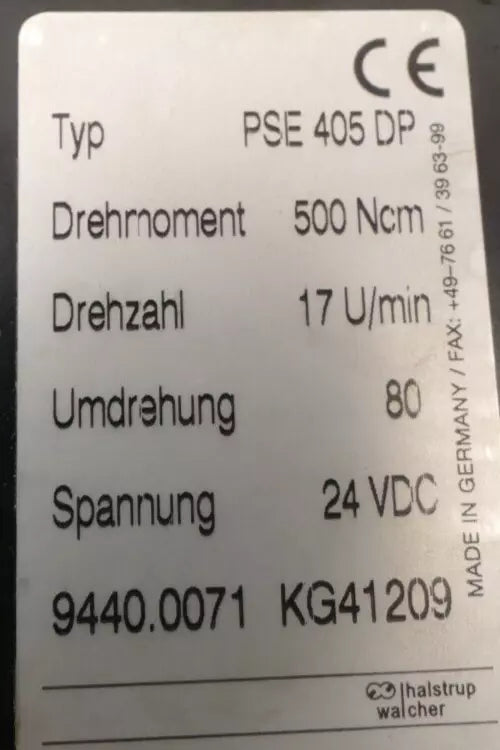 CE
Typ PSE 405 DP
Drehmoment 500 Ncm
Drehzahl 17 U/min
Umdrehung 80
Spannung 24 VDC
9440.0071 KG41209
MADE IN GERMANY / FAX: +49-76 61 / 39 63-99
halstrup
walcher